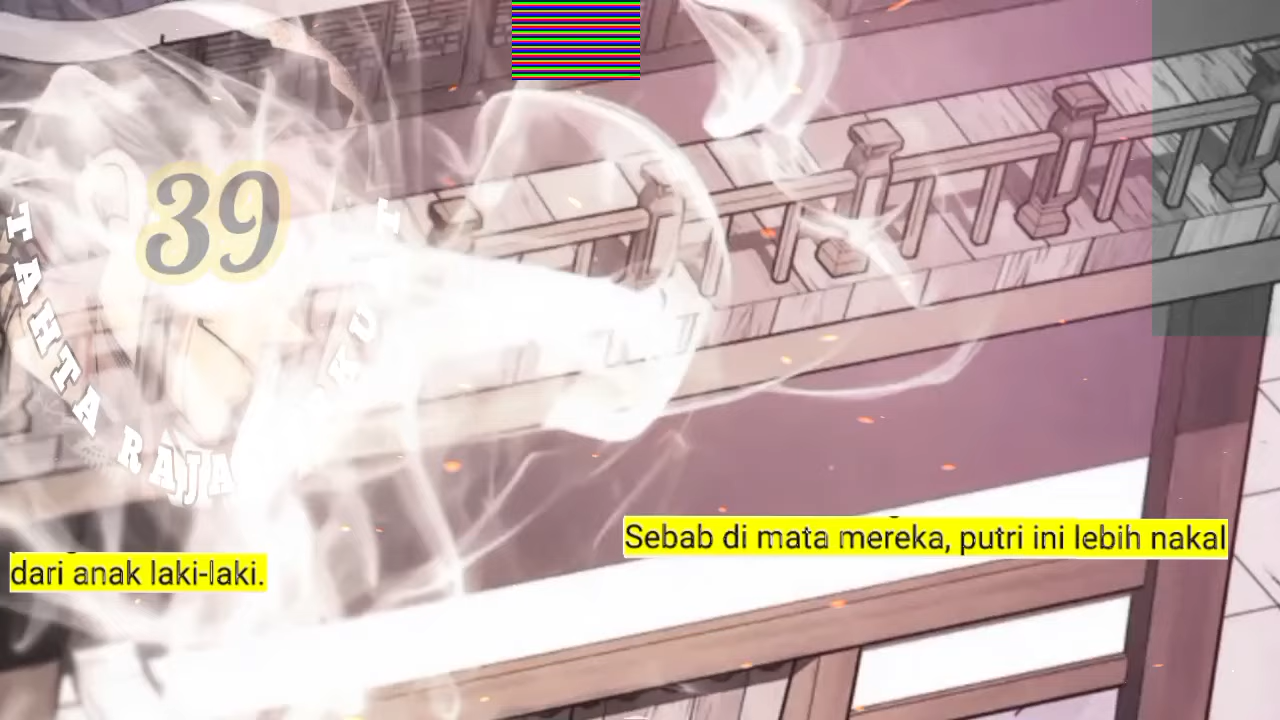 39
TAHTA RAJA
Sebab di mata mereka, putri ini lebih nakal
dari anak laki-laki.